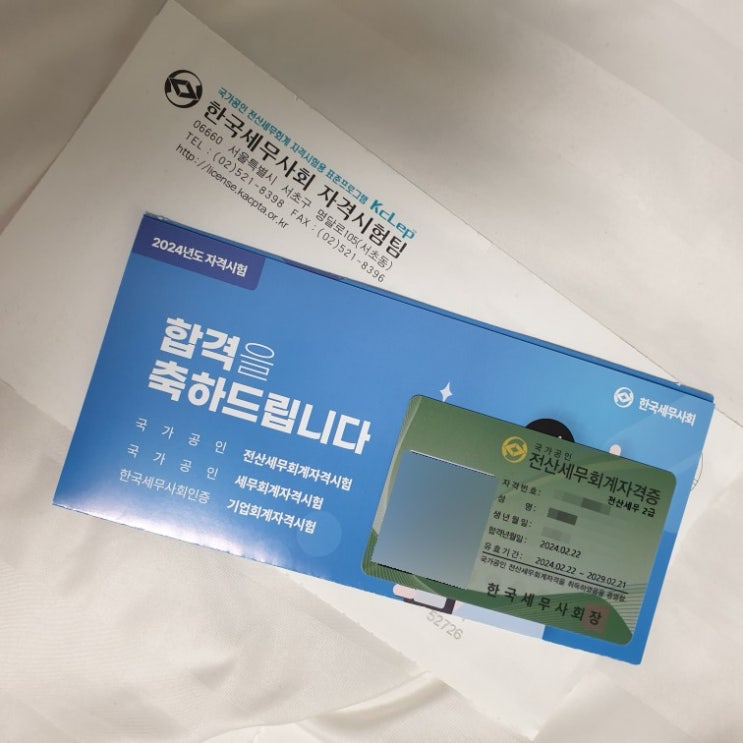 국가공인 전산세무회계 자격시험용 표준프로그램 KcLep
한국세무사회 자격시험팀
06660 서울특별시 서초구 명달로105(서초동)
TEL : (02)521-8398 FAX : (02)521-8396
http://license.kacpta.or.kr
2024년도 자격시험
합격을
축하드립니다
국가공인 전산세무회계자격시험
국가공인 세무회계자격시험
한국세무사회인증 기업회계자격시험
한국세무사회
국가공인
전산세무회계자격증
전산세무 2급
자격번호:
성 명:
생년월일:
합격년월일: 2024.02.22
유효기간: 2024.02.22 ~ 2029.02.21
국가공인 전산세무회계자격을 취득하였음을 증명함.
한국세무사회장
52726